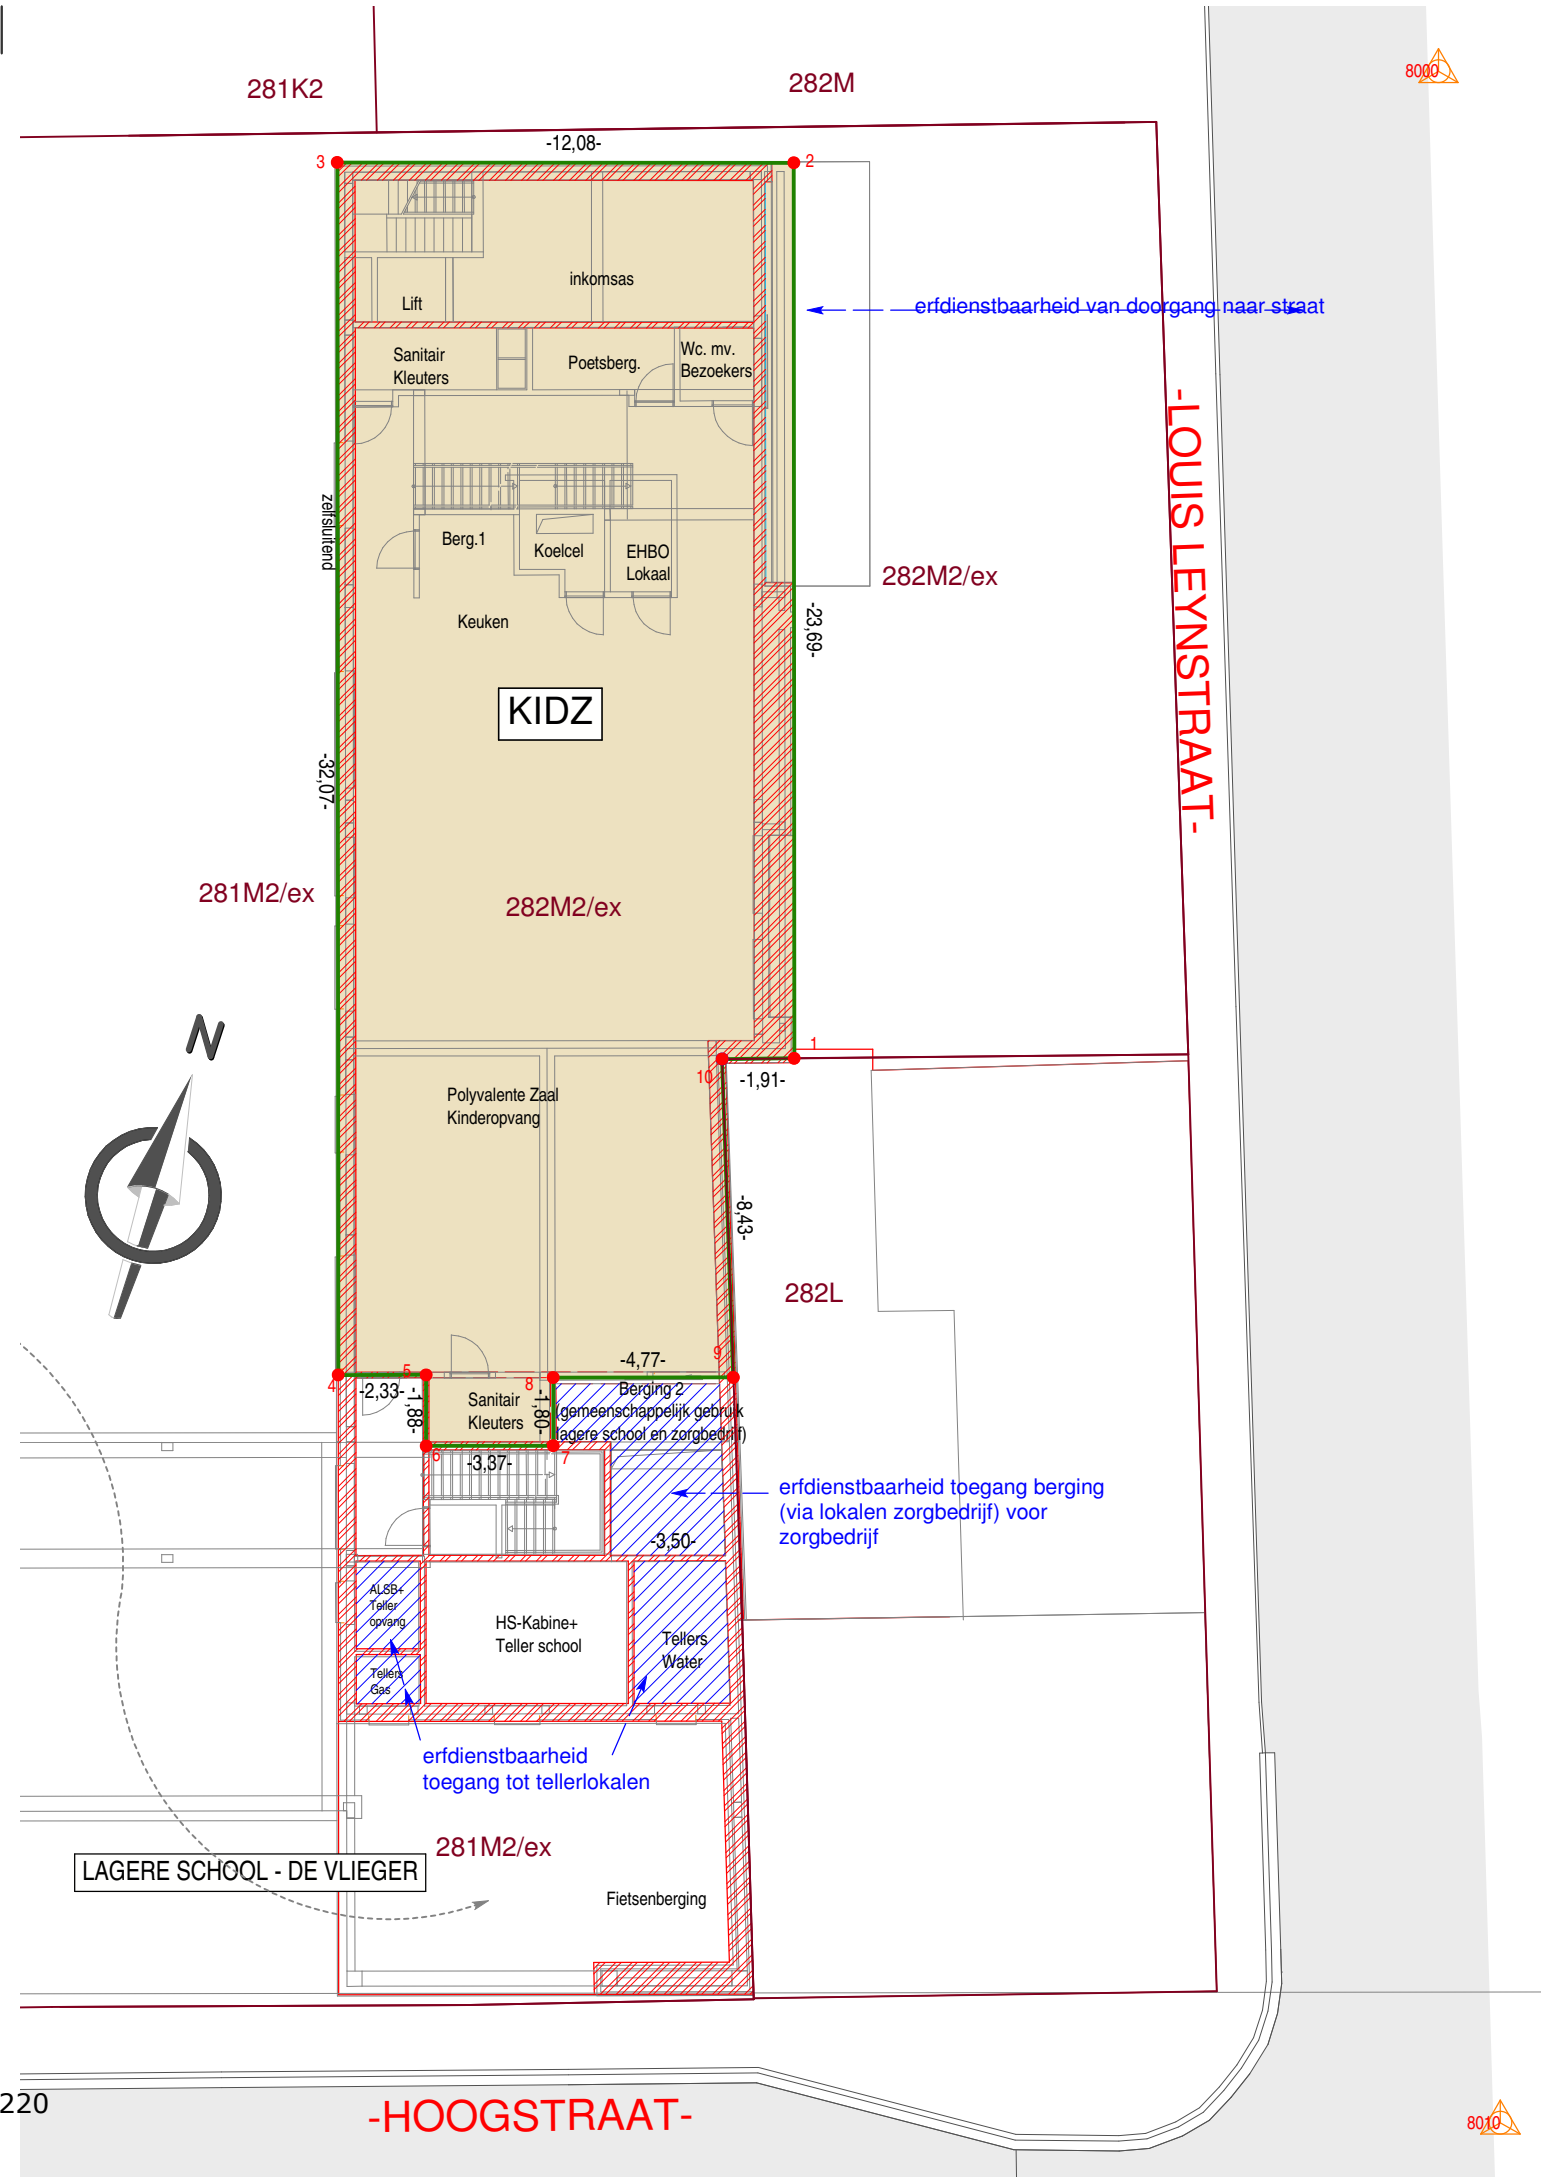 281K2
282M
8000
-12,08-
3
2
inkomsas
Lift
erfdienstbaarheid van doorgang naar straat
Sanitair
Kleuters
Poetsberg.
Wc. mv.
Bezoekers
-LOUIS LEYNSTRAAT-
zelfsluitend
Berg.1
Koelcel
EHBO
Lokaal
282M2/ex
Keuken
-23,69-
KIDZ
-32,07-
281M2/ex
282M2/ex
N
1
10
-1,91-
Polyvalente Zaal
Kinderopvang
-8,43-
282L
9
-4,77-
5
4
8
-2,33-
-1,88-
Sanitair
Kleuters
-1,80-
Berging 2
(gemeenschappelijk gebruik
lagere school en zorgbedrijf)
6
7
-3,37-
erfdienstbaarheid toegang berging
(via lokalen zorgbedrijf) voor
zorgbedrijf
-3,50-
ALSB+
Teller
opvang
HS-Kabine+
Teller school
Tellers
Water
Tellers
Gas
erfdienstbaarheid
toegang tot tellerlokalen
281M2/ex
LAGERE SCHOOL - DE VLIEGER
Fietsenberging
220
-HOOGSTRAAT-
8010